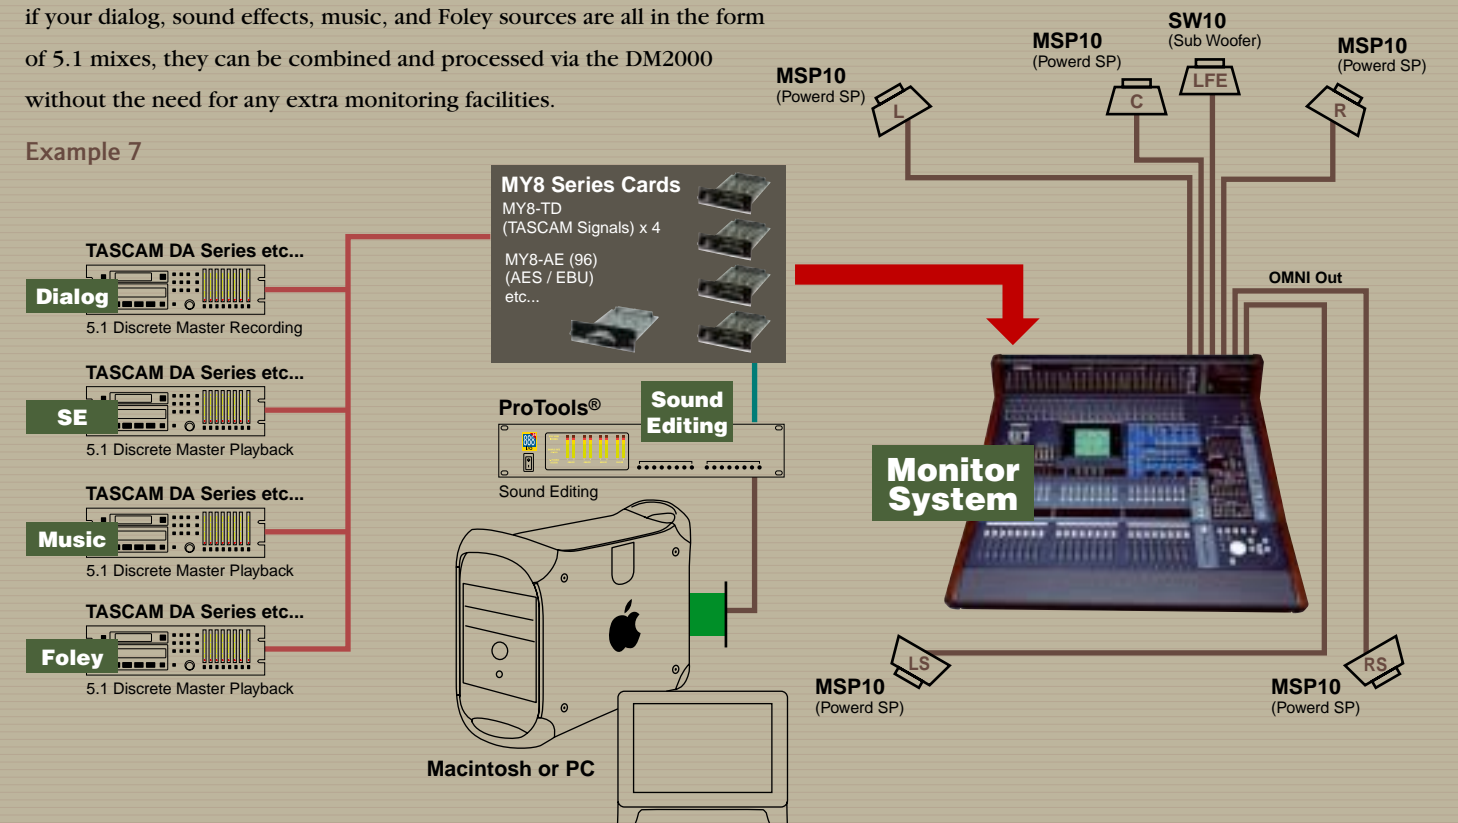 if your dialog, sound effects, music, and Foley sources are all in the form
of 5.1 mixes, they can be combined and processed via the DM2000
without the need for any extra monitoring facilities.
Example 7
MSP10
(Powerd SP)
L
MSP10
(Powerd SP)
C
SW10
(Sub Woofer)
LFE
MSP10
(Powerd SP)
R
MY8 Series Cards
MY8-TD
(TASCAM Signals) x 4
MY8-AE (96)
(AES / EBU)
etc...
TASCAM DA Series etc...
Dialog
5.1 Discrete Master Recording
TASCAM DA Series etc...
SE
5.1 Discrete Master Playback
TASCAM DA Series etc...
Music
5.1 Discrete Master Playback
TASCAM DA Series etc...
Foley
5.1 Discrete Master Playback
ProTools®
Sound
Editing
Sound Editing
Macintosh or PC
OMNI Out
Monitor
System
LS
MSP10
(Powerd SP)
RS
MSP10
(Powerd SP)